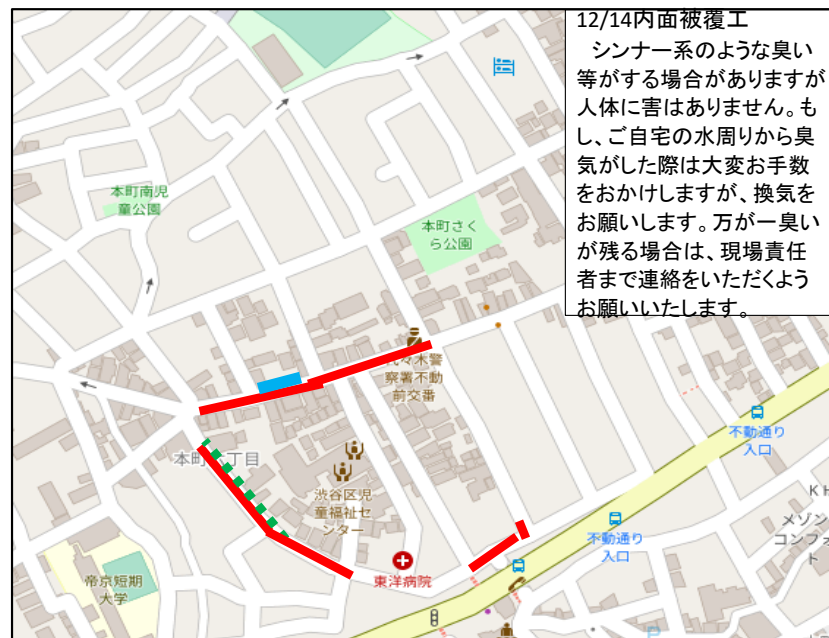 12/14内面被覆工
　シンナー系のような臭い
等がする場合がありますが
人体に害はありません。も
し、ご自宅の水周りから臭
気がした際は大変お手数
をおかけしますが、換気を
お願いします。万が一臭い
が残る場合は、現場責任
者まで連絡をいただくよう
お願いいたします。
本町南児
童公園
本町さく
ら公園
代々木警
察署不動
前交番
不動通り
入口
本町六丁目
渋谷区児
童福祉セ
ンター
KH
メゾン
コンフォ
ト
不動通り
入口
東洋病院
帝京短期
大学